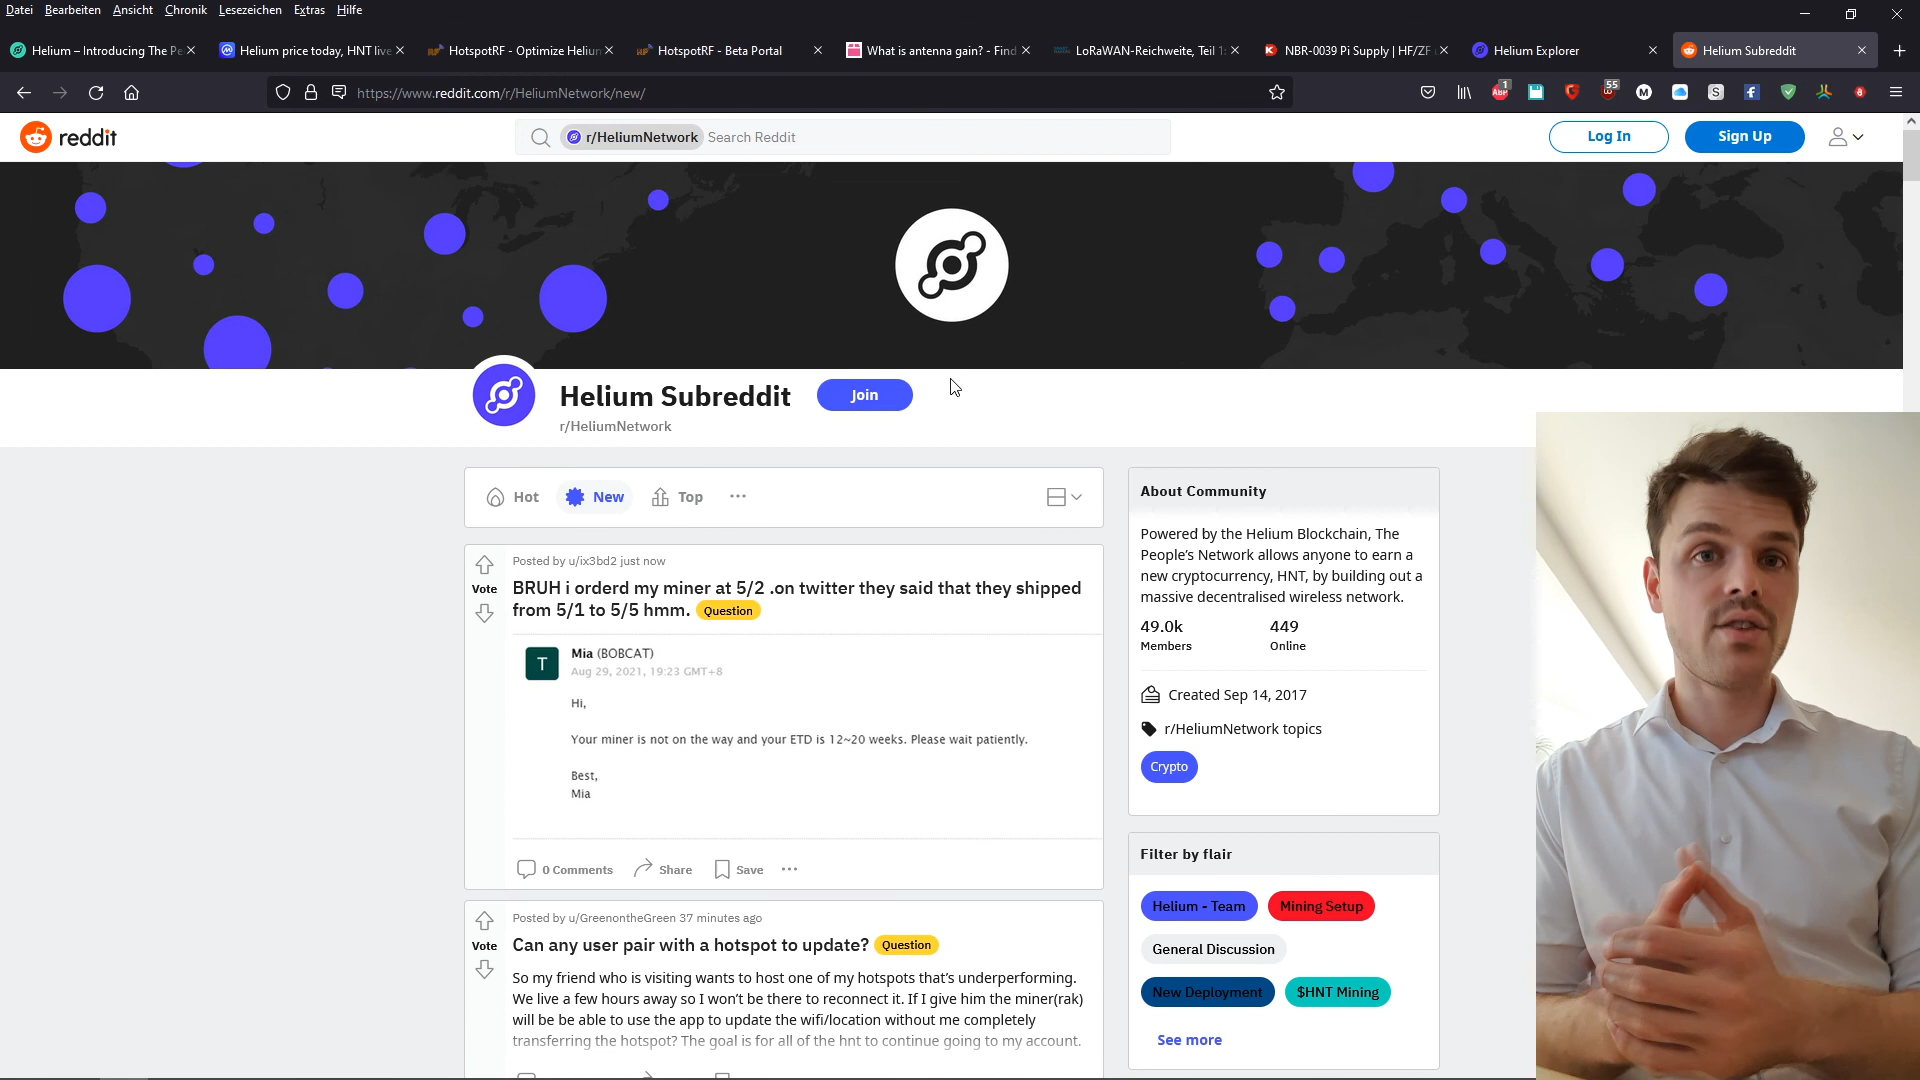 Datei Bearbeiten Ansicht Chronik Lesezeichen Extras Hilfe
Helium – Introducing The Pe
Helium price today, HNT live
HotspotRF - Optimize Helium
HotspotRF - Beta Portal
What is antenna gain? - Find
LoRaWAN-Reichweite, Teil 1:
NBR-0039 Pi Supply | HF/ZF
Helium Explorer
Helium Subreddit
https://www.reddit.com/r/HeliumNetwork/new/
1
55
reddit
r/HeliumNetwork Search Reddit
Log In
Sign Up
Helium Subreddit
Join
r/HeliumNetwork
Hot
New
Top
Posted by u/ix3bd2 just now
Vote
BRUH i orderd my miner at 5/2 .on twitter they said that they shipped
from 5/1 to 5/5 hmm. Question
T
Mia (BOBCAT)
Aug 29, 2021, 19:23 GMT+8
Hi,
Your miner is not on the way and your ETD is 12~20 weeks. Please wait patiently.
Best,
Mia
0 Comments
Share
Save
Posted by u/GreenontheGreen 37 minutes ago
Vote
Can any user pair with a hotspot to update? Question
So my friend who is visiting wants to host one of my hotspots that's underperforming.
We live a few hours away so I won't be there to reconnect it. If I give him the miner(rak)
will be be able to use the app to update the wifi/location without me completely
transferring the hotspot? The goal is for all of the hnt to continue going to my account.
About Community
Powered by the Helium Blockchain, The
People's Network allows anyone to earn a
new cryptocurrency, HNT, by building out a
massive decentralised wireless network.
49.0k
Members
449
Online
Created Sep 14, 2017
r/HeliumNetwork topics
Crypto
Filter by flair
Helium - Team
Mining Setup
General Discussion
New Deployment
$HNT Mining
See more